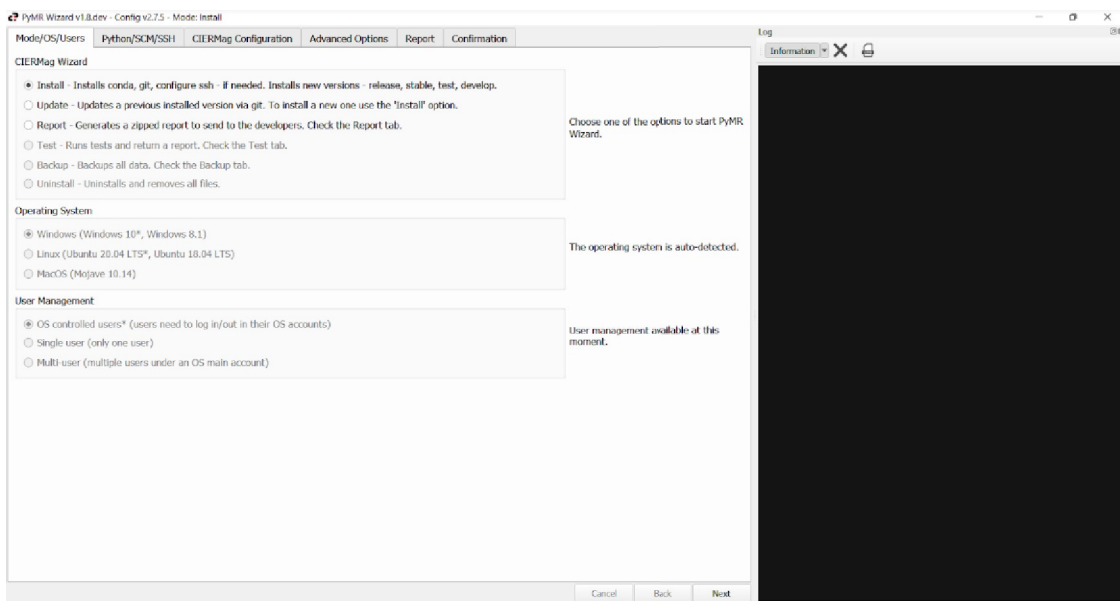 PyMR Wizard v1.8.dev - Config v2.7.5 - Mode: Install
Mode/OS/Users Python/SCM/SSH CIERMag Configuration Advanced Options Report Confirmation
CIERMag Wizard
Install - Installs conda, git, configure ssh - if needed. Installs new versions - release, stable, test, develop.
Update - Updates a previous installed version via git. To install a new one use the 'Install' option.
Report - Generates a zipped report to send to the developers. Check the Report tab.
Test - Runs tests and return a report. Check the Test tab.
Backup - Backups all data. Check the Backup tab.
Uninstall - Uninstalls and removes all files.
Choose one of the options to start PyMR
Wizard.
Operating System
Windows (Windows 10*, Windows 8.1)
Linux (Ubuntu 20.04 LTS*, Ubuntu 18.04 LTS)
MacOS (Mojave 10.14)
The operating system is auto-detected.
User Management
OS controlled users* (users need to log in/out in their OS accounts)
Single user (only one user)
Multi-user (multiple users under an OS main account)
User management available at this
moment.
Cancel Back Next
Log
Information